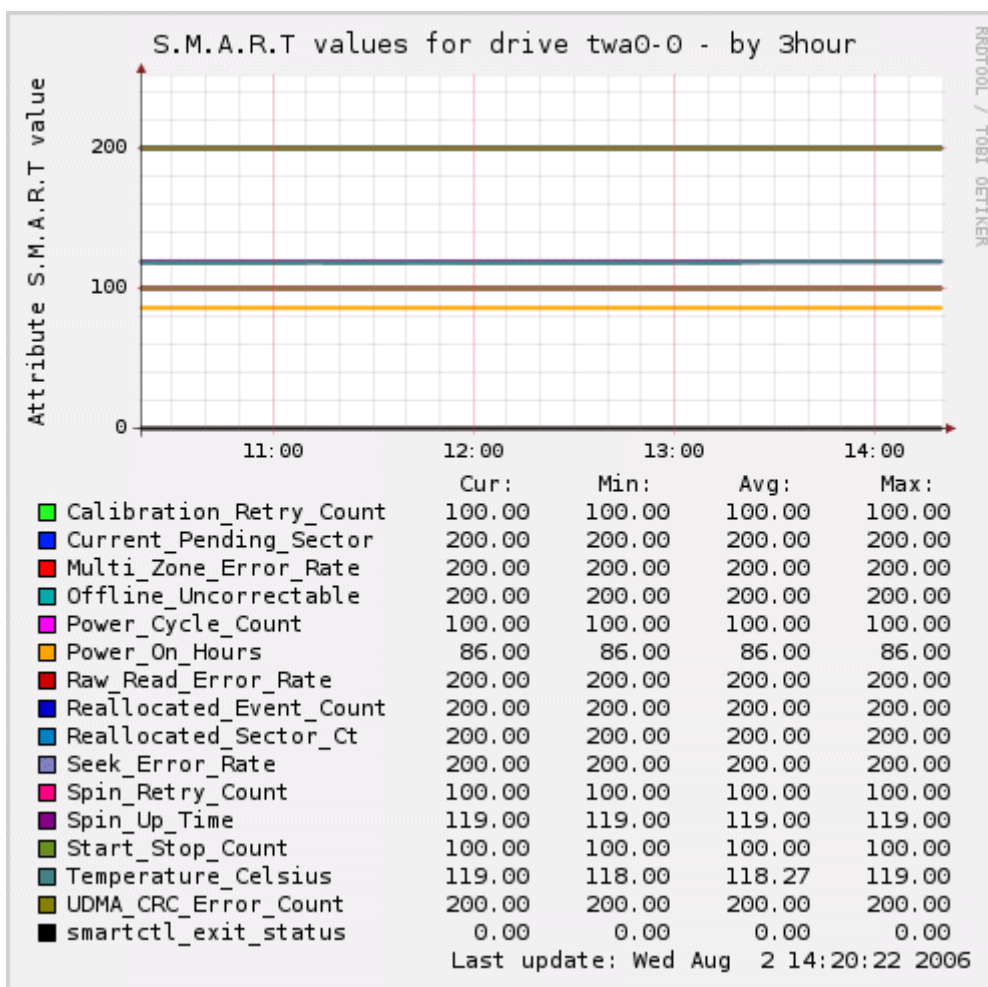 S.M.A.R.T values for drive twa0-0 - by 3hour
RRDTOOL / TOBI OETIKER
Attribute S.M.A.R.T value
200
100
0
11:00 12:00 13:00 14:00
Cur: Min: Avg: Max:
Calibration_Retry_Count 100.00 100.00 100.00 100.00
Current_Pending_Sector 200.00 200.00 200.00 200.00
Multi_Zone_Error_Rate 200.00 200.00 200.00 200.00
Offline_Uncorrectable 200.00 200.00 200.00 200.00
Power_Cycle_Count 100.00 100.00 100.00 100.00
Power_On_Hours 86.00 86.00 86.00 86.00
Raw_Read_Error_Rate 200.00 200.00 200.00 200.00
Reallocated_Event_Count 200.00 200.00 200.00 200.00
Reallocated_Sector_Ct 200.00 200.00 200.00 200.00
Seek_Error_Rate 200.00 200.00 200.00 200.00
Spin_Retry_Count 100.00 100.00 100.00 100.00
Spin_Up_Time 119.00 119.00 119.00 119.00
Start_Stop_Count 100.00 100.00 100.00 100.00
Temperature_Celsius 119.00 118.00 118.27 119.00
UDMA_CRC_Error_Count 200.00 200.00 200.00 200.00
smartctl_exit_status 0.00 0.00 0.00 0.00
Last update: Wed Aug 2 14:20:22 2006